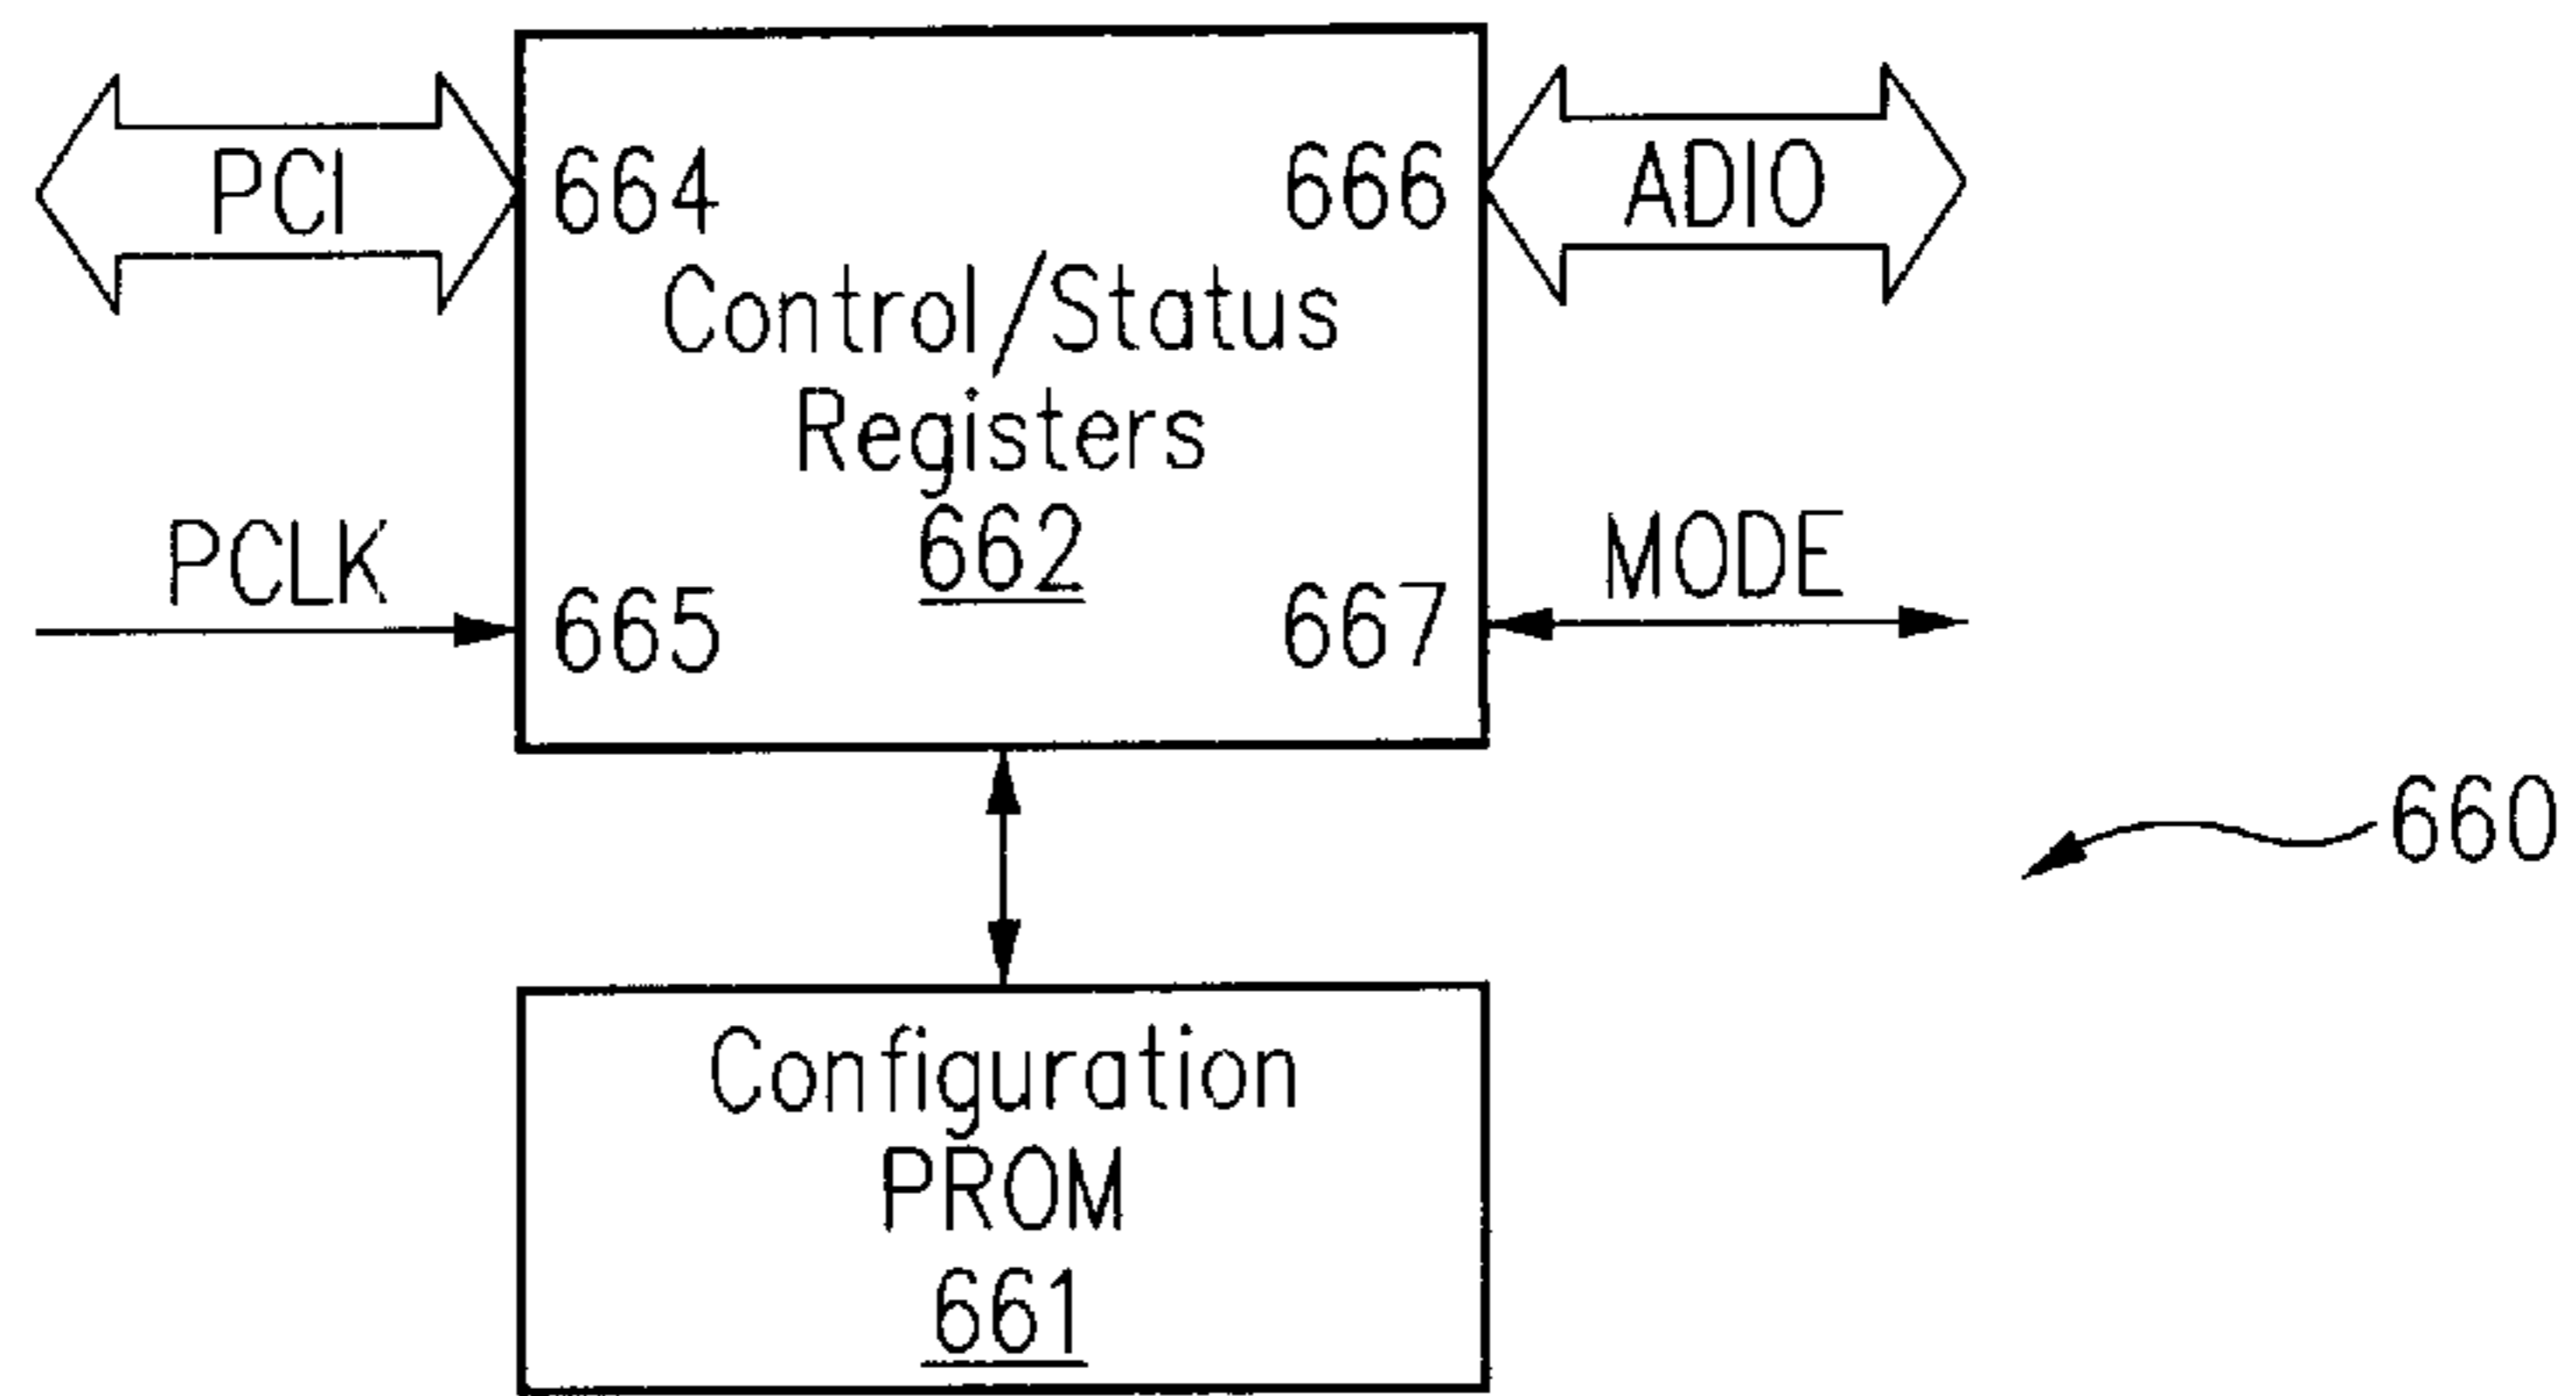 PCI
664
666
ADIO
Control/Status
Registers
662
PCLK
665
667
MODE
660
Configuration
PROM
661